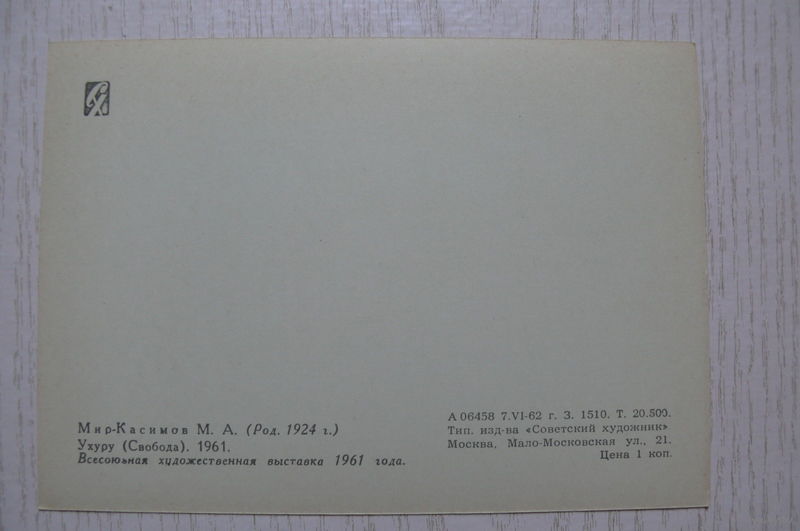 Мир-Касимов М. А. (Род. 1924 г.)
Ухуру (Свобода). 1961.
Всесоюзная художественная выставка 1961 года.
А 06458 7.VI-62 г. З. 1510. Т. 20.500.
Тип. изд-ва «Советский художник»
Москва, Мало-Московская ул., 21.
Цена 1 коп.